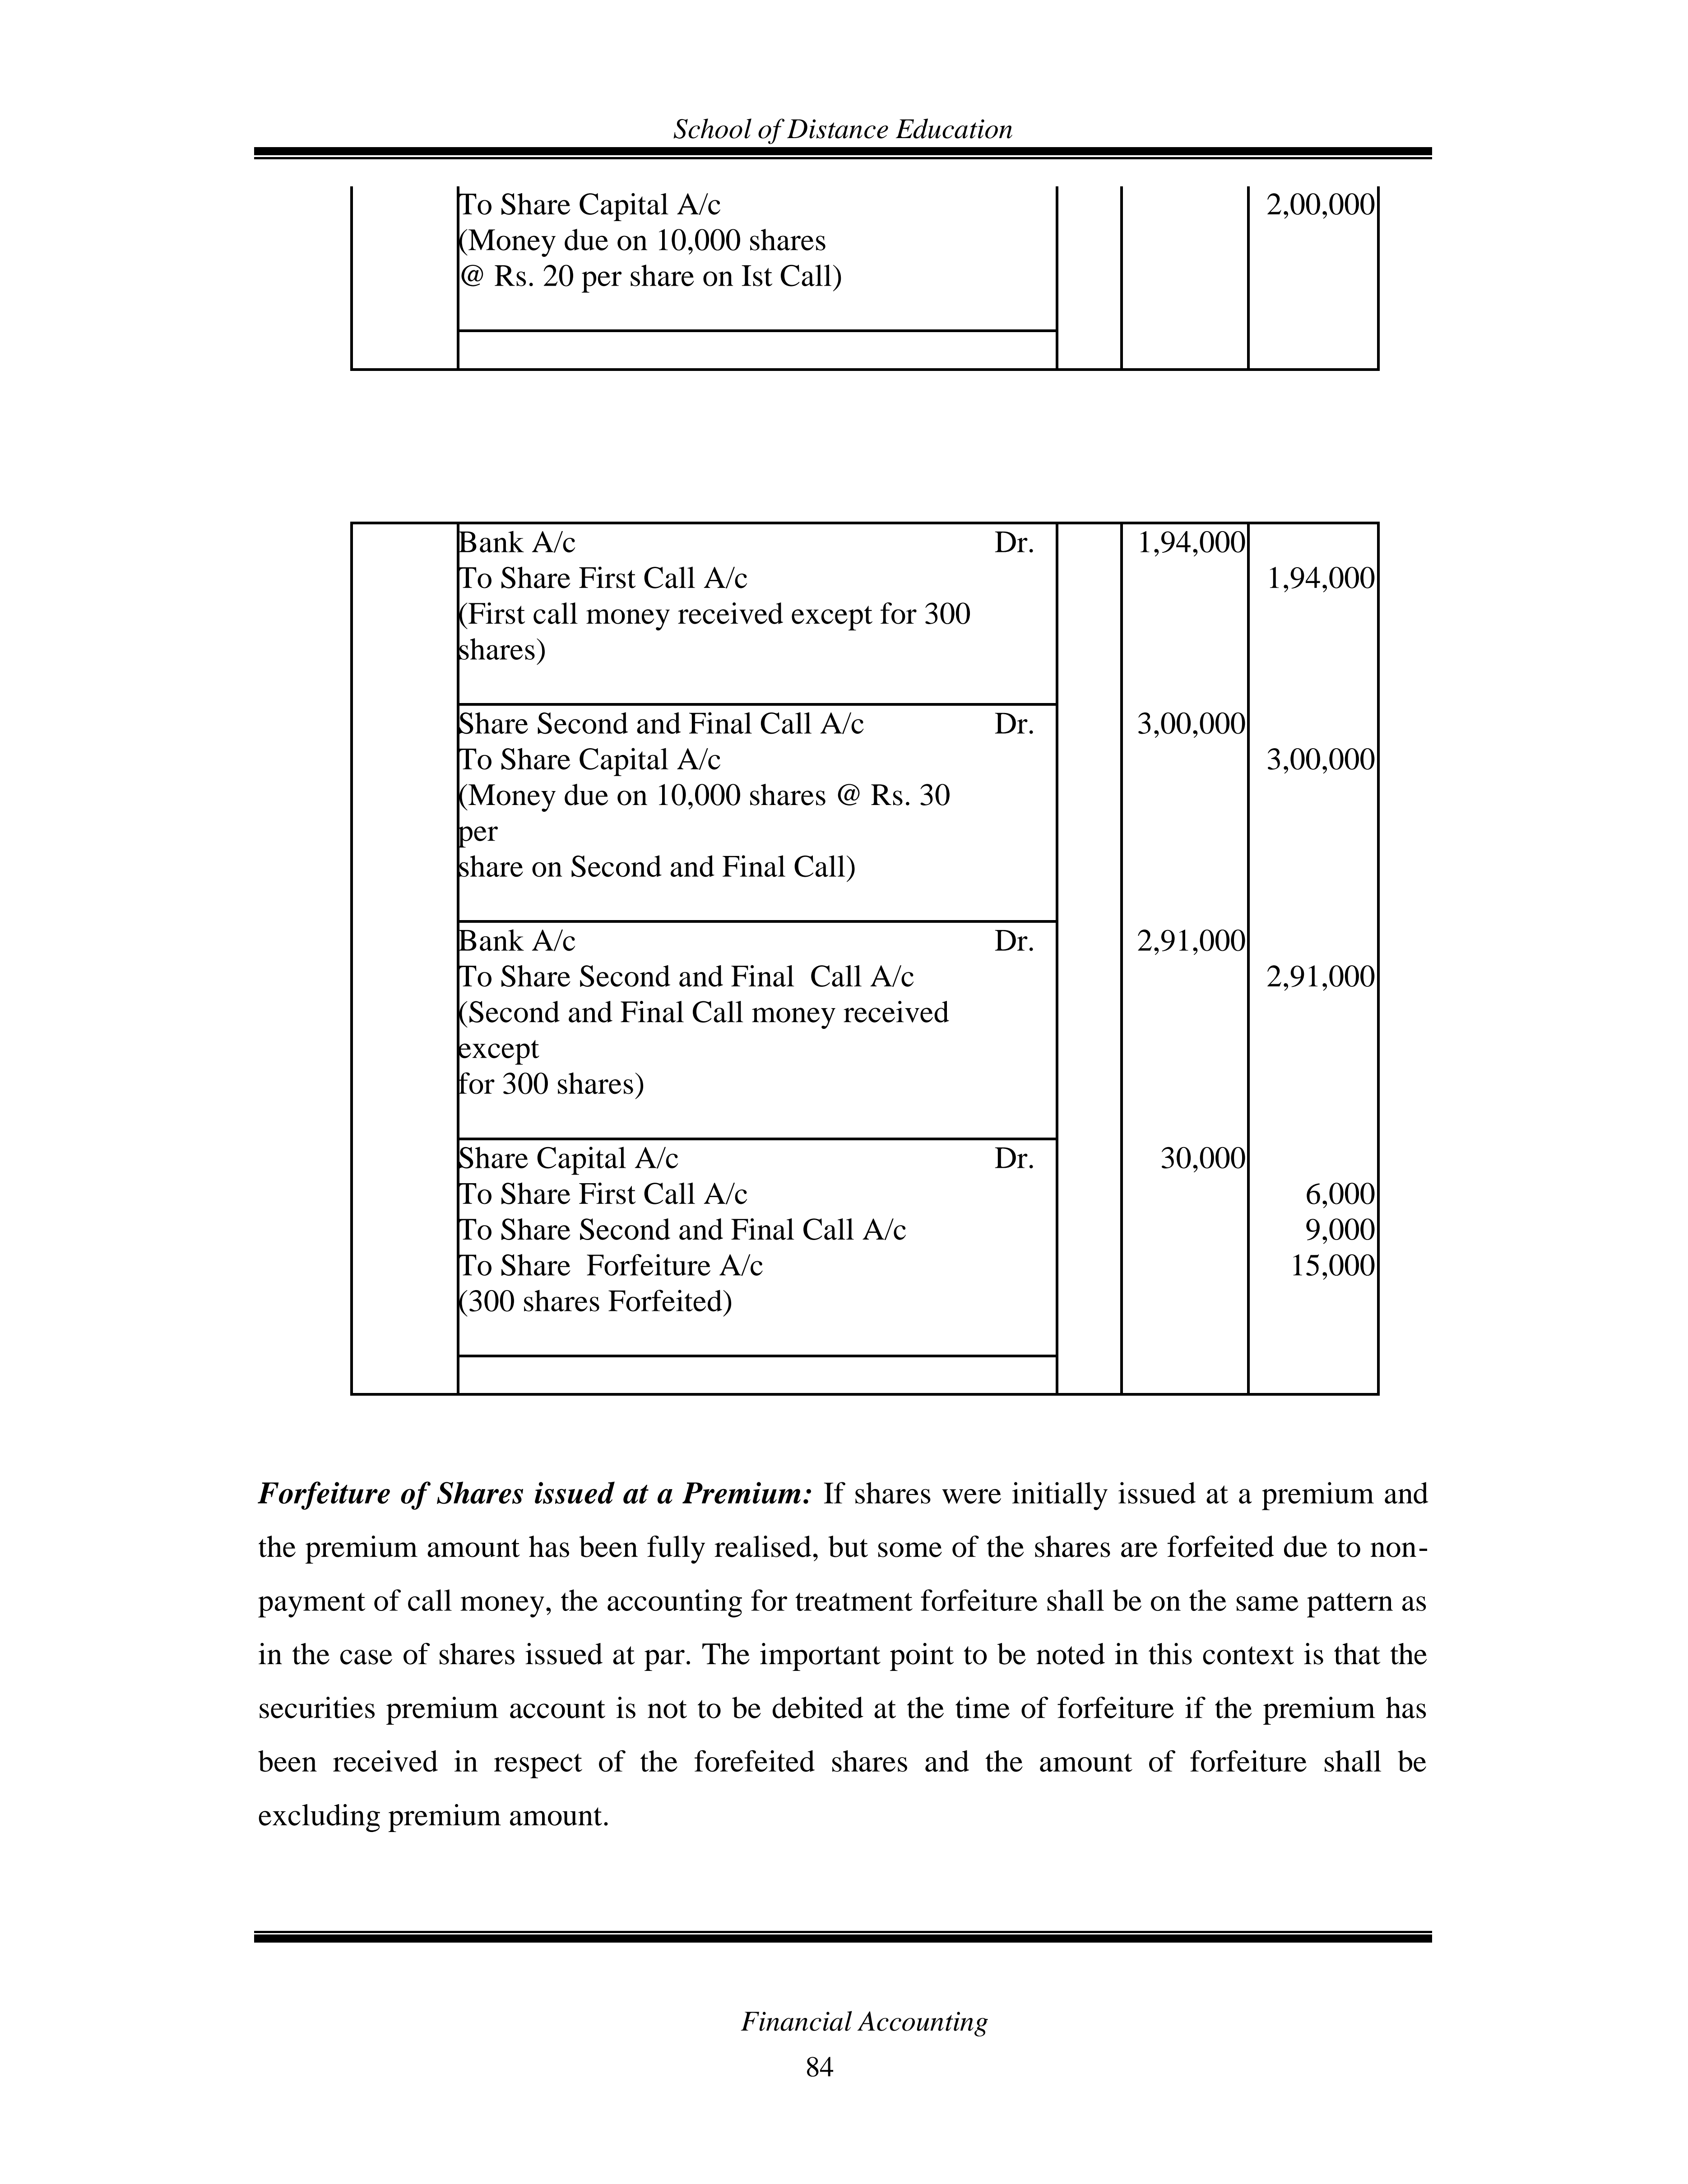 School of Distance Education
To Share Capital A/c 2,00,000
(Money due on 10,000 shares
@ Rs. 20 per share on Ist Call)
Bank A/c Dr. 1,94,000
To Share First Call A/c 1,94,000
(First call money received except for 300
shares)
Share Second and Final Call A/c Dr. 3,00,000
To Share Capital A/c 3,00,000
(Money due on 10,000 shares @ Rs. 30
per
share on Second and Final Call)
Bank A/c Dr. 2,91,000
To Share Second and Final Call A/c 2,91,000
(Second and Final Call money received
except
for 300 shares)
Share Capital A/c Dr. 30,000
To Share First Call A/c 6,000
To Share Second and Final Call A/c 9,000
To Share Forfeiture A/c 15,000
(300 shares Forfeited)
Forfeiture of Shares issued at a Premium: If shares were initially issued at a premium and
the premium amount has been fully realised, but some of the shares are forfeited due to non-
payment of call money, the accounting for treatment forfeiture shall be on the same pattern as
in the case of shares issued at par. The important point to be noted in this context is that the
securities premium account is not to be debited at the time of forfeiture if the premium has
been received in respect of the forefeited shares and the amount of forfeiture shall be
excluding premium amount.
Financial Accounting
84